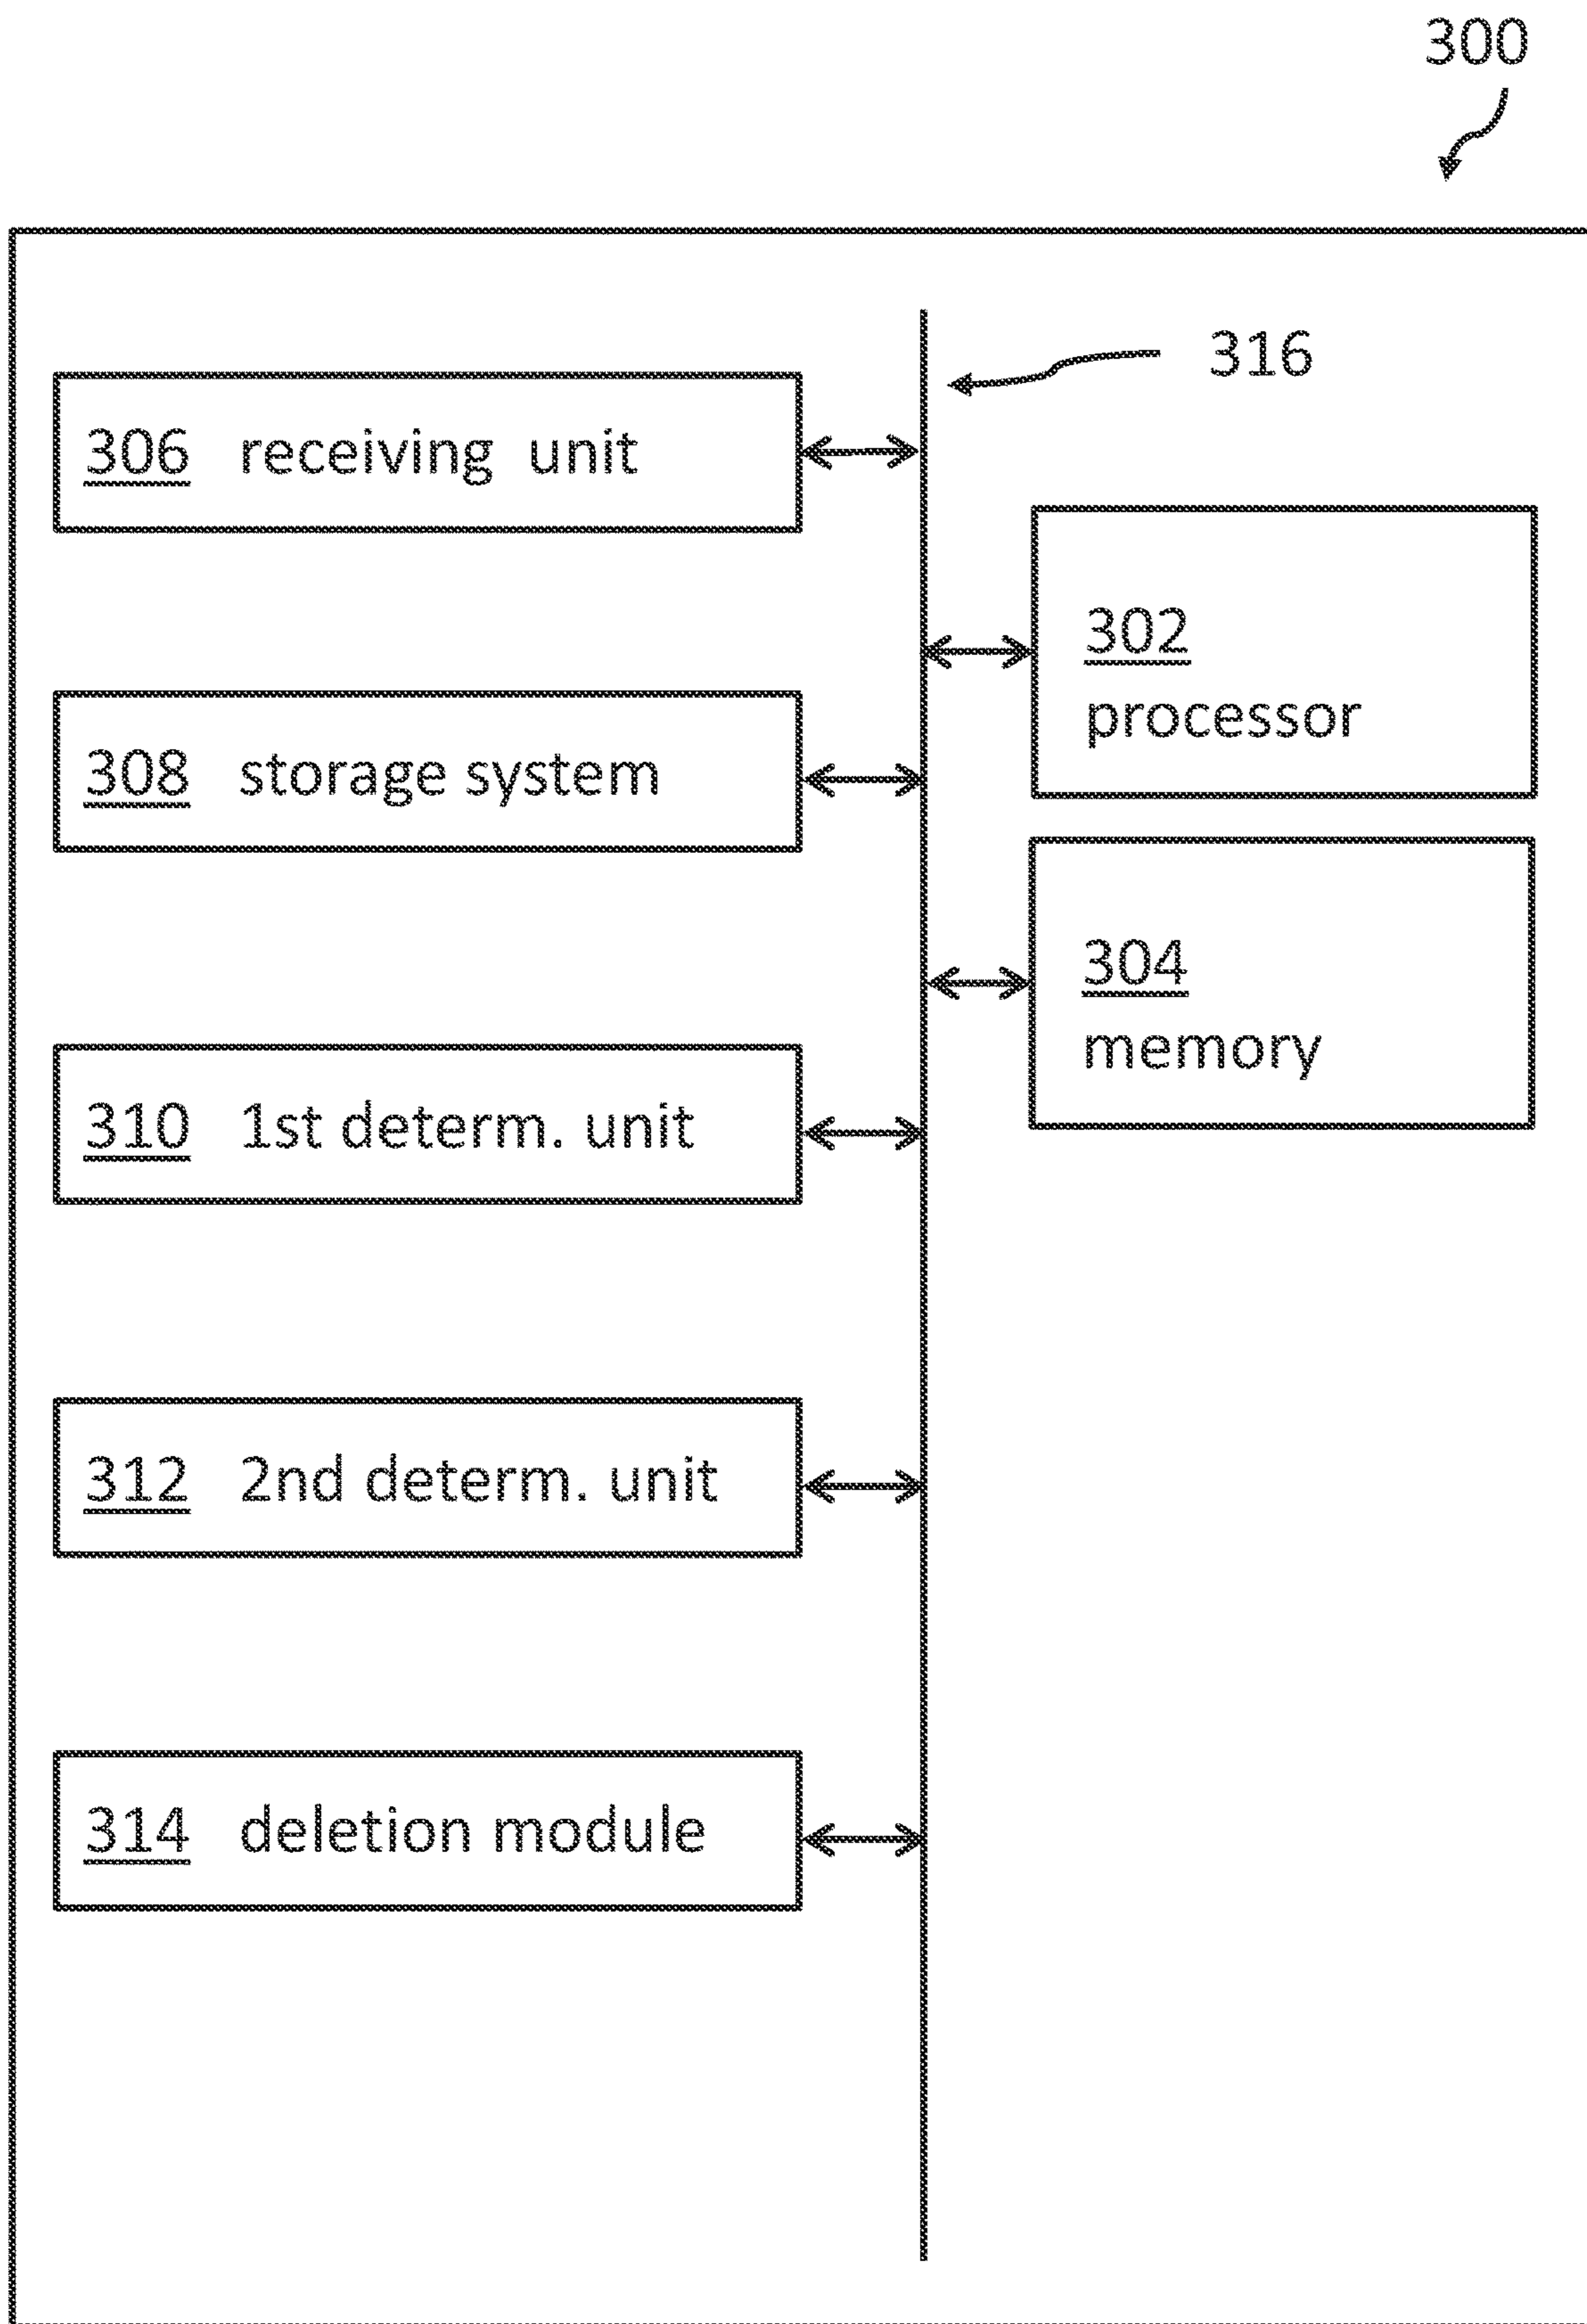 300
316
306 receiving unit
302
processor
308 storage system
304
memory
310 1st determ. unit
312 2nd determ. unit
314 deletion module